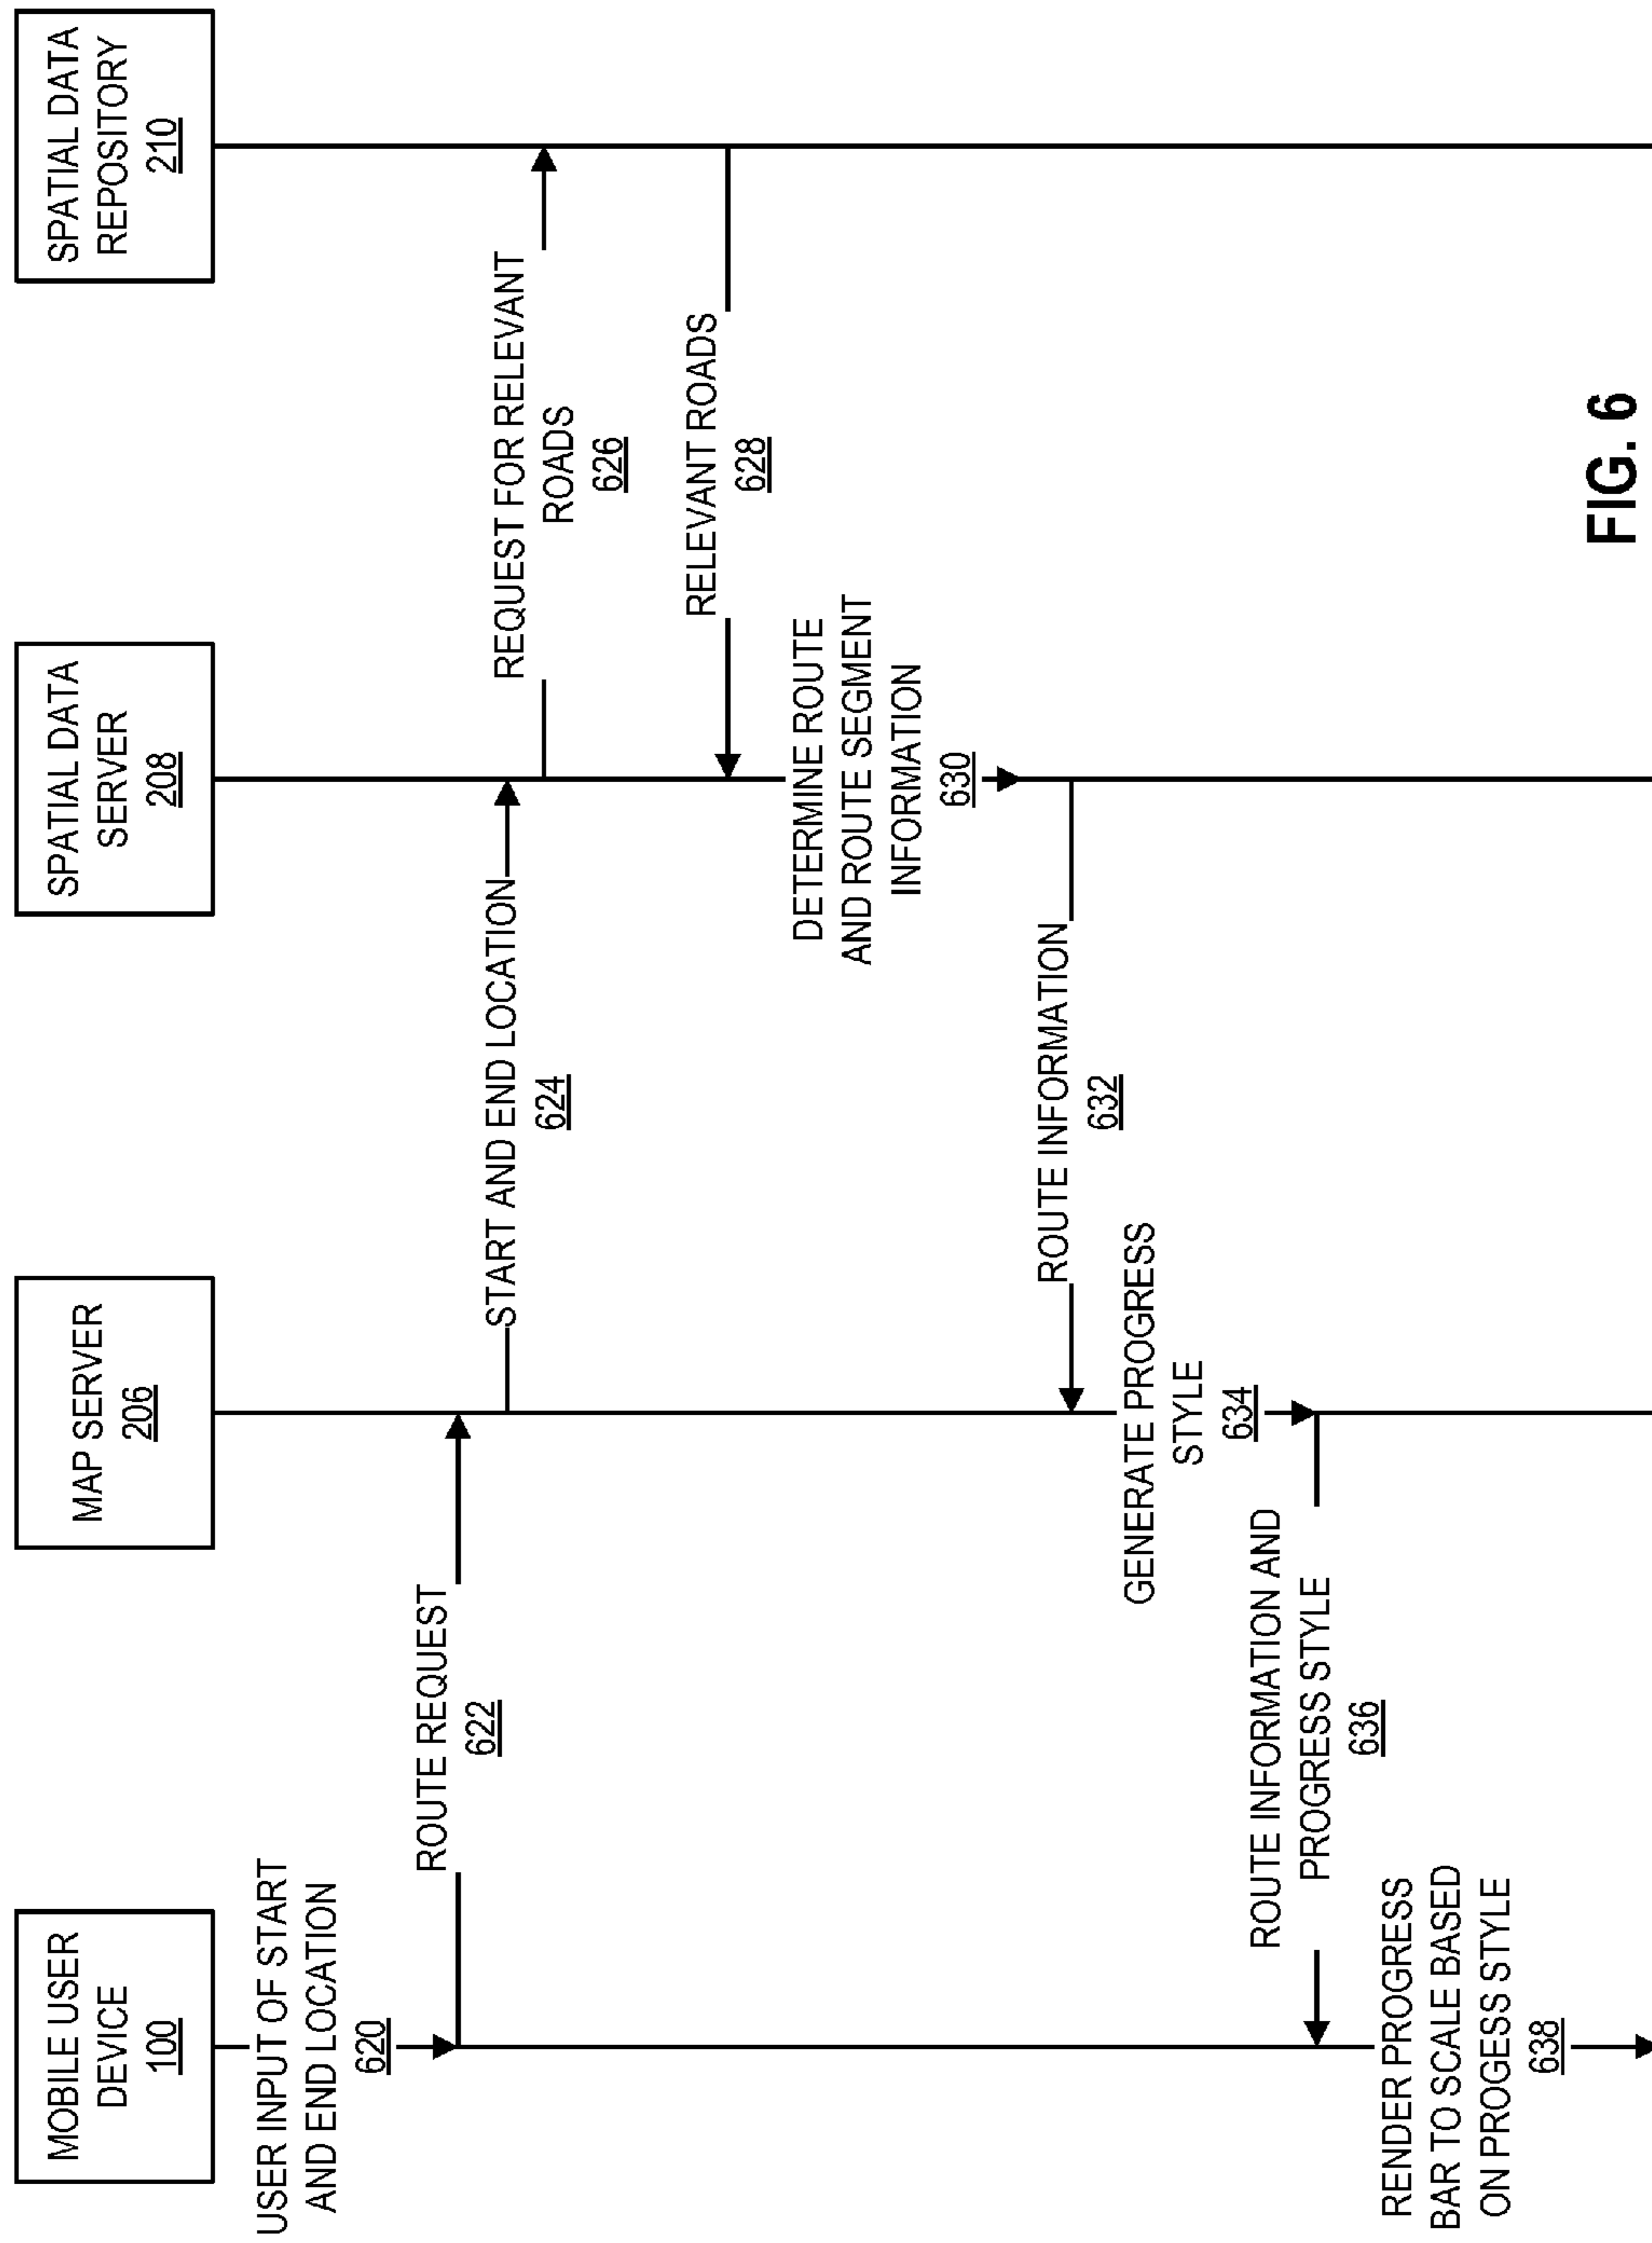 MOBILE USER
DEVICE
100
MAP SERVER
206
SPATIAL DATA
SERVER
208
SPATIAL DATA
REPOSITORY
210
USER INPUT OF START
AND END LOCATION
620
ROUTE REQUEST
622
START AND END LOCATION
624
REQUEST FOR RELEVANT
ROADS
626
RELEVANT ROADS
628
DETERMINE ROUTE
AND ROUTE SEGMENT
INFORMATION
630
ROUTE INFORMATION
632
GENERATE PROGRESS
STYLE
634
ROUTE INFORMATION AND
PROGRESS STYLE
636
RENDER PROGRESS
BAR TO SCALE BASED
ON PROGESS STYLE
638
FIG. 6